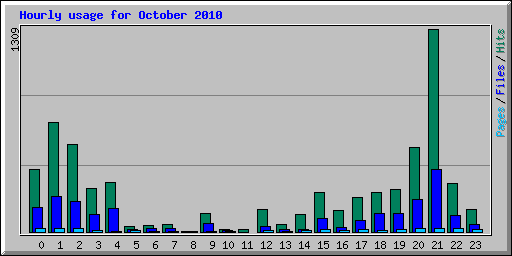 Hourly usage for October 2010
1309
Pages/Files/Hits
0 1 2 3 4 5 6 7 8 9 10 11 12 13 14 15 16 17 18 19 20 21 22 23